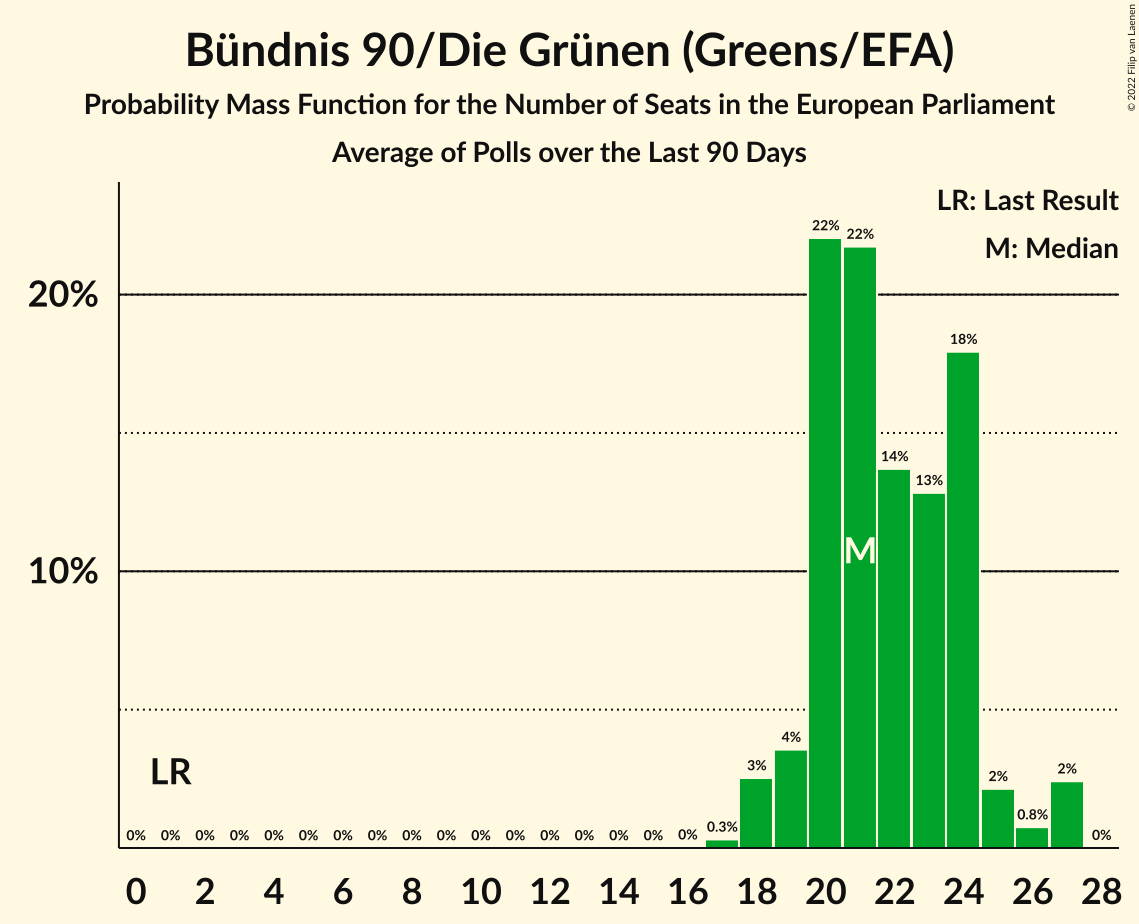 Bündnis 90/Die Grünen (Greens/EFA)
Probability Mass Function for the Number of Seats in the European Parliament
Average of Polls over the Last 90 Days
© 2022 Filip van Laenen
LR: Last Result
M: Median
22% 22%
20%
18%
14%
13%
M
10%
LR
4%
3%
2%
2%
0% 0% 0% 0% 0% 0% 0% 0% 0% 0% 0% 0% 0% 0% 0% 0% 0% 0.3% 0.8% 0%
0 2 4 6 8 10 12 14 16 18 20 22 24 26 28